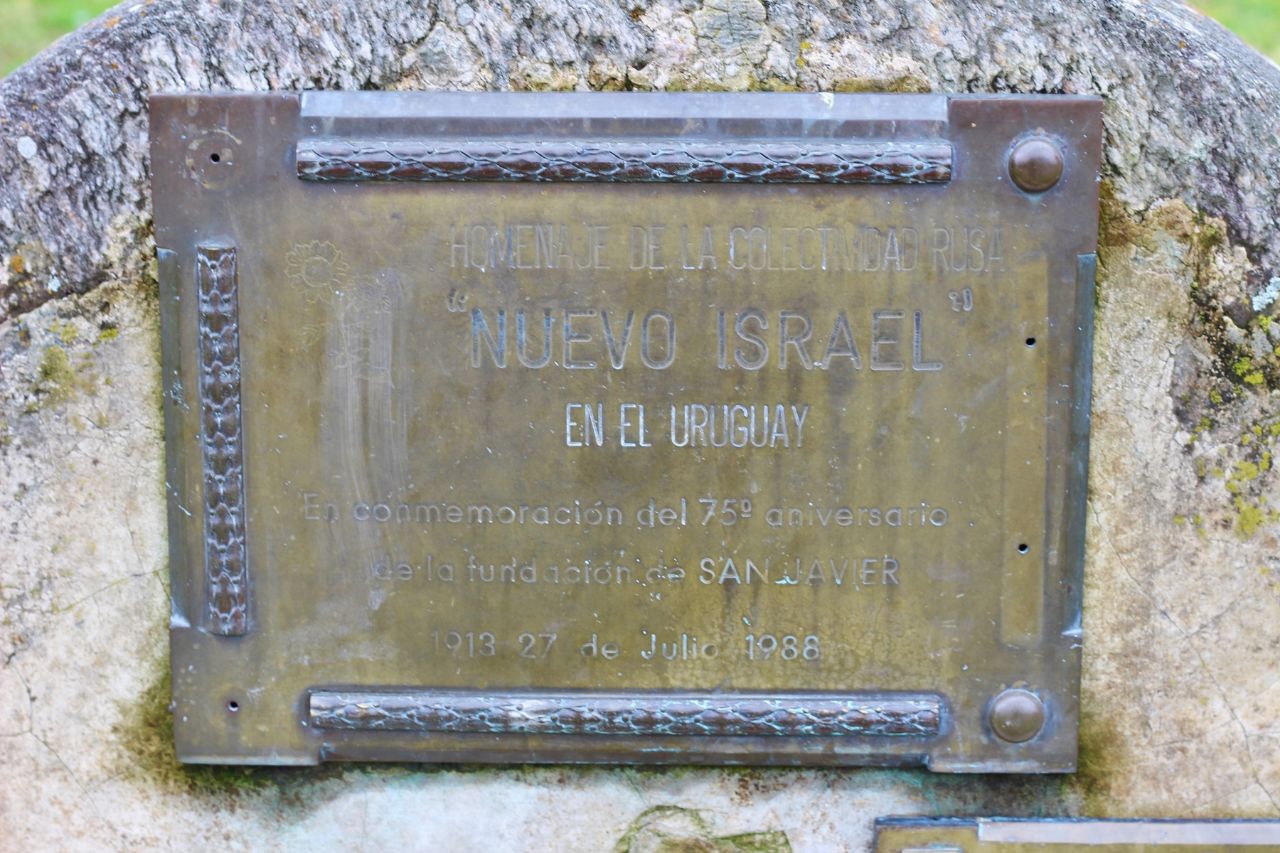 HOMENAJE DE LA COLECTIVIDAD RUSA
"NUEVO ISRAEL"
EN EL URUGUAY
En conmemoración del 75º aniversario
de la fundación de SAN JAVIER
1913 27 de Julio 1988